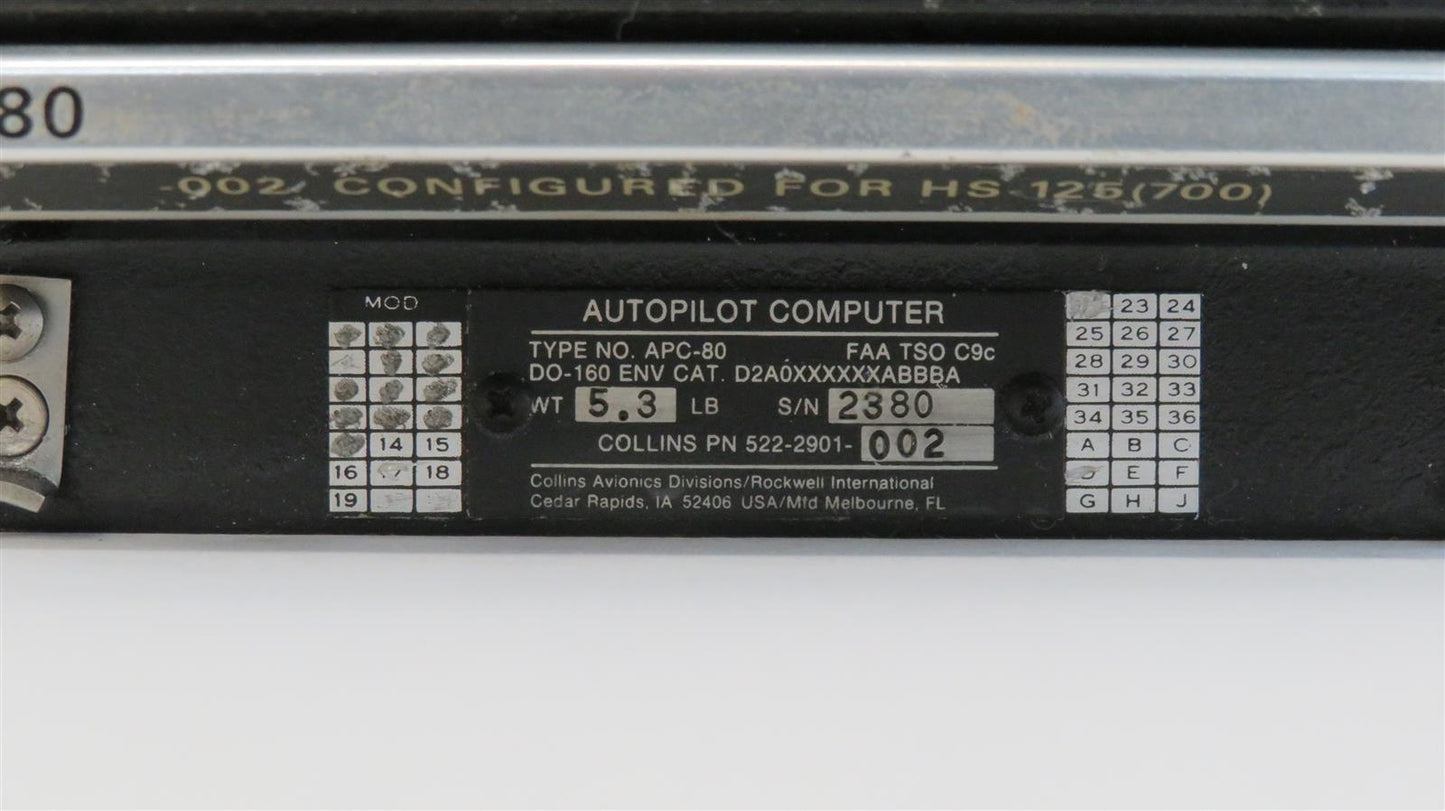 80
-002, CONFIGURED FOR HS-125(700)
MOD
14 15
16 18
19
AUTOPILOT COMPUTER
TYPE NO. APC-80 FAA TSO C9c
DO-160 ENV CAT. D2A0XXXXXXABBBA
WT 5.3 LB S/N 2380
COLLINS PN 522-2901-002
Collins Avionics Divisions/Rockwell International
Cedar Rapids, IA 52406 USA/Mfd Melbourne, FL
23 24
25 26 27
28 29 30
31 32 33
34 35 36
A B C
E F
G H J